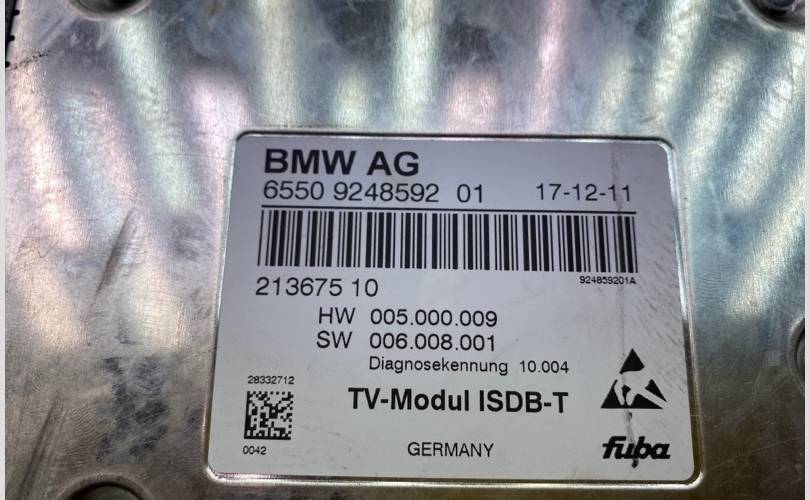 BMW AG
6550 9248592 01 17-12-11
924859201A
213675 10
HW 005.000.009
SW 006.008.001
Diagnosekennung 10.004
28332712
TV-Modul ISDB-T
0042
GERMANY
fuba